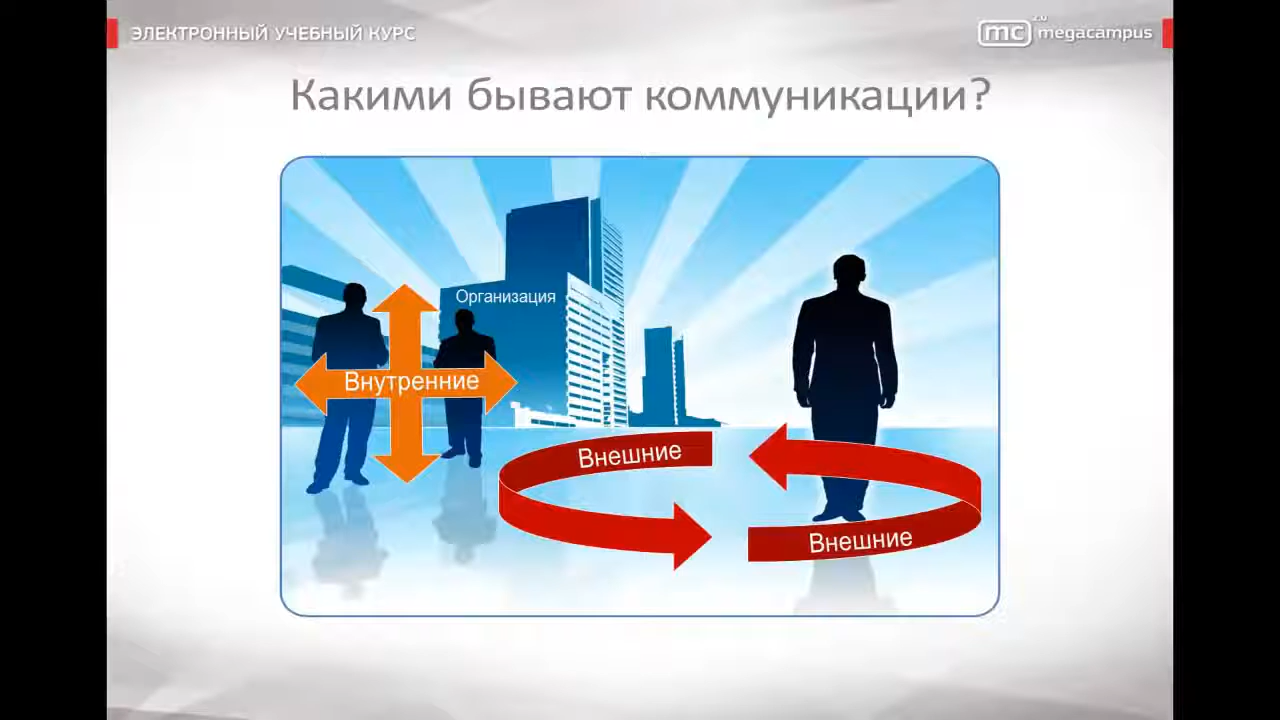 ЭЛЕКТРОННЫЙ УЧЕБНЫЙ КУРС
mc 2.0 megacampus
Какими бывают коммуникации?
Организация
Внутренние
Внешние
Внешние